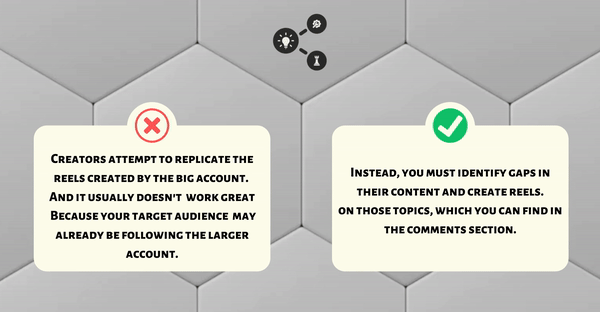 Creators attempt to replicate the
reels created by the big account.
And it usually doesn't work great
Because your target audience may
already be following the larger
account.
Instead, you must identify gaps in
their content and create reels.
on those topics, which you can find in
the comments section.